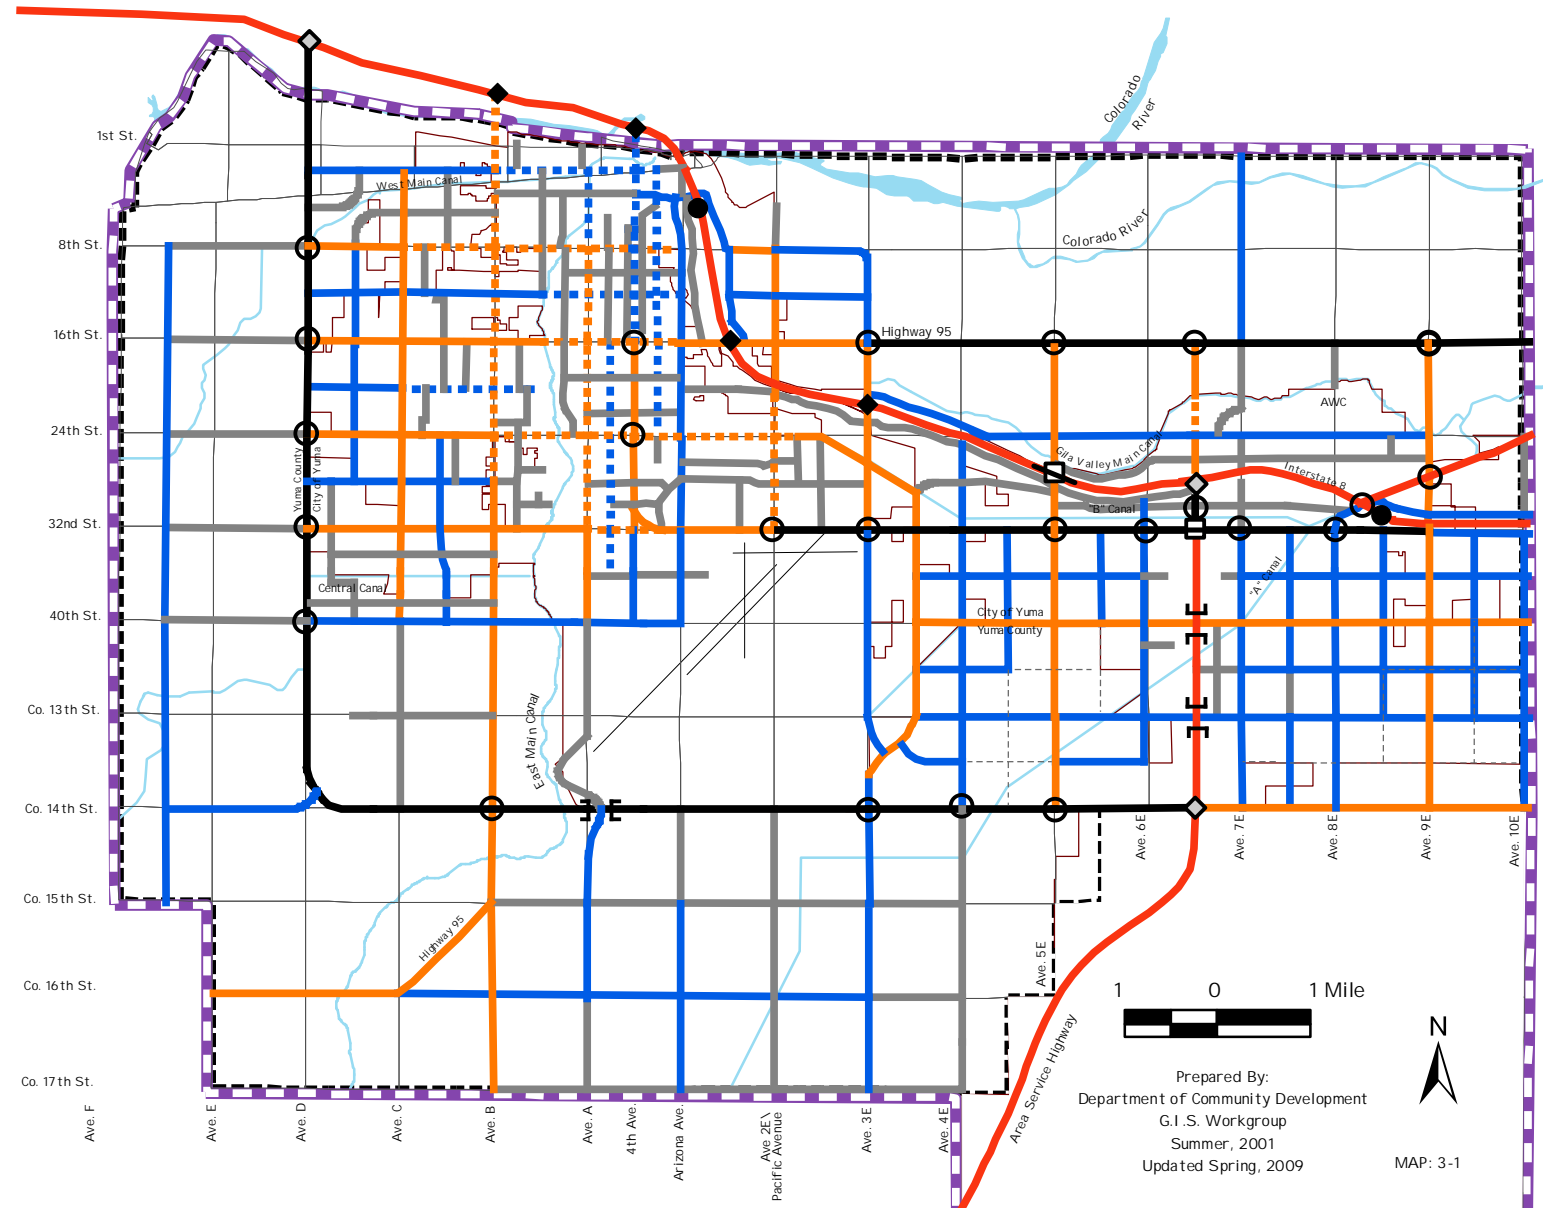 Colorado
River
1st St.
West Main Canal
8th St.
Colorado River
16th St.
Highway 95
AWC
24th St.
Gila Valley Main Canal
Interstate 8
Yuma County
City of Yuma
"B" Canal
32nd St.
Central Canal
"A" Canal
40th St.
City of Yuma
Yuma County
Co. 13th St.
East Main Canal
Co. 14th St.
Ave. 6E
Ave. 7E
Ave. 8E
Ave. 9E
Ave. 10E
Co. 15th St.
Highway 95
Ave. 5E
Co. 16th St.
1 0 1 Mile
N
Area Service Highway
Co. 17th St.
Ave. F
Ave. E
Ave. D
Ave. C
Ave. B
Ave. A
4th Ave.
Arizona Ave.
Ave 2E\
Pacific Avenue
Ave. 3E
Ave. 4E
Prepared By:
Department of Community Development
G.I.S. Workgroup
Summer, 2001
Updated Spring, 2009
MAP: 3-1